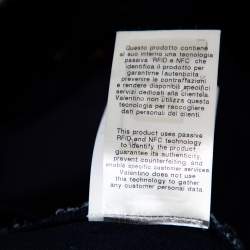 Questo prodotto contiene
al suo interno una tecnologia
passiva RFID e NFC che
identifica il prodotto per
garantirne l'autenticità
prevenire le contraffazioni
e rendere disponibili specifici
servizi dedicati alla clientela.
Valentino non utilizza questa
tecnologia per raccogliere
dati personali dei clienti.
This product uses passive
RFID and NFC technology
to identify the product,
guarantee its authenticity,
prevent counterfeiting, and
enable specific customer services.
Valentino does not use
this technology to gather
any customer personal data.